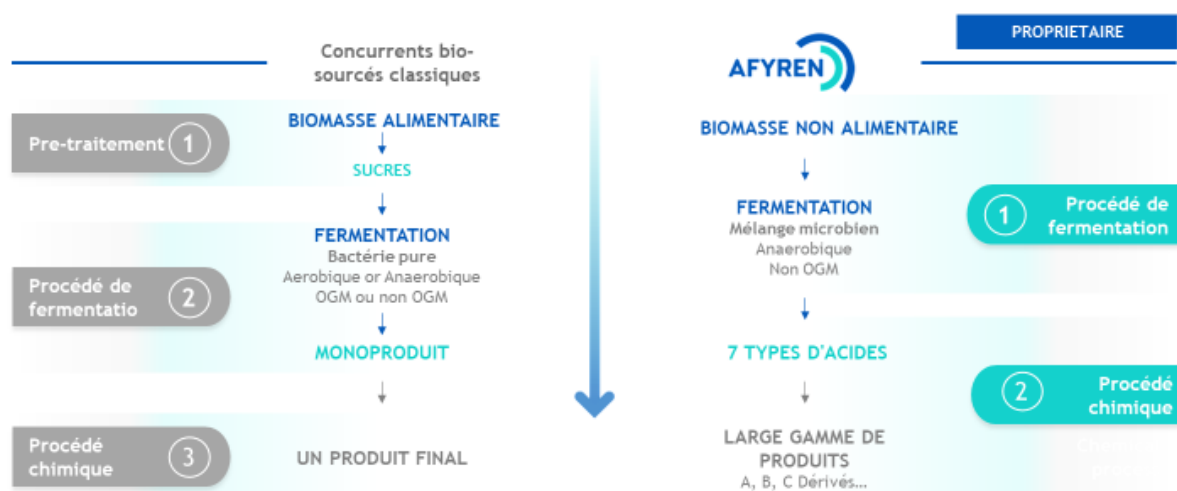 Concurrents bio-
sourcés classiques
Pre-traitement 1
BIOMASSE ALIMENTAIRE
SUCRES
Procédé de
fermentatio
2
FERMENTATION
Bactérie pure
Aerobique or Anaerobique
OGM ou non OGM
MONOPRODUIT
Procédé
chimique
3
UN PRODUIT FINAL
AFYREN
PROPRIETAIRE
BIOMASSE NON ALIMENTAIRE
FERMENTATION
Mélange microbien
Anaerobique
Non OGM
1
Procédé de
fermentation
7 TYPES D'ACIDES
2
Procédé
chimique
LARGE GAMME DE
PRODUITS
A, B, C Dérivés...